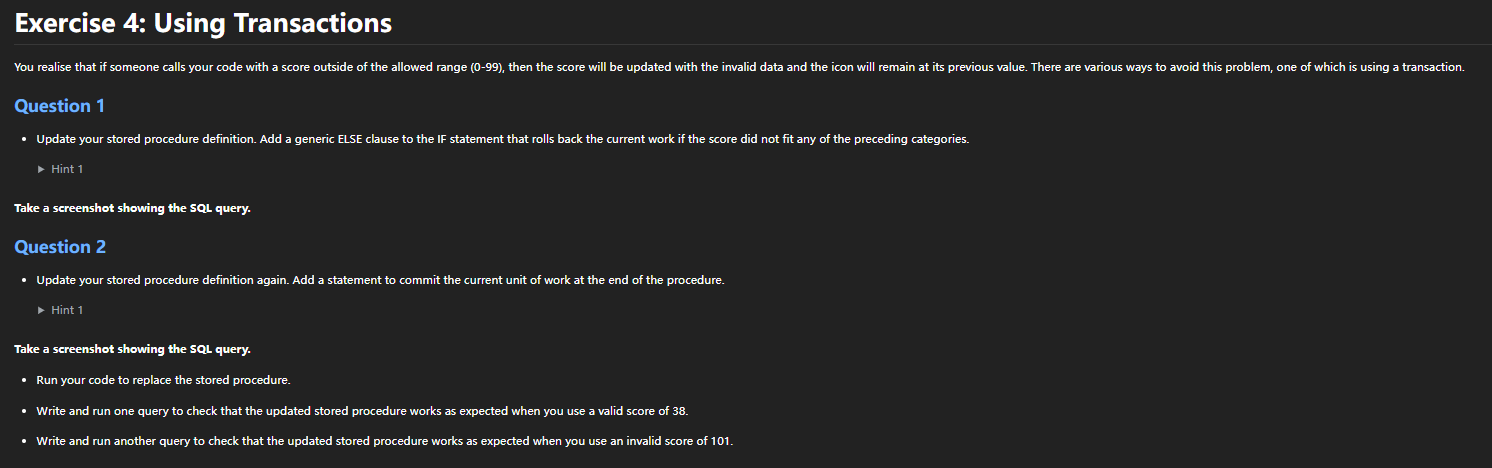 Exercise 4: Using Transactions
You realise that if someone calls your code with a score outside of the allowed range (0-99), then the score will be updated with the invalid data and the icon will remain at its previous value. There are various ways to avoid this problem, one of which is using a transaction.
Question 1
• Update your stored procedure definition. Add a generic ELSE clause to the IF statement that rolls back the current work if the score did not fit any of the preceding categories.
▶ Hint 1
Take a screenshot showing the SQL query.
Question 2
• Update your stored procedure definition again. Add a statement to commit the current unit of work at the end of the procedure.
▶ Hint 1
Take a screenshot showing the SQL query.
• Run your code to replace the stored procedure.
• Write and run one query to check that the updated stored procedure works as expected when you use a valid score of 38.
• Write and run another query to check that the updated stored procedure works as expected when you use an invalid score of 101.